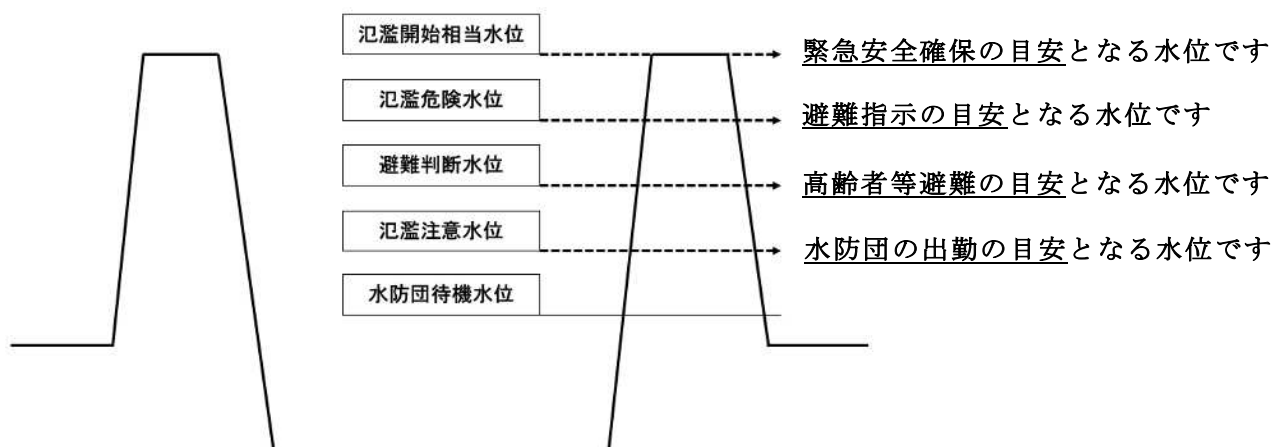 氾濫開始相当水位
緊急安全確保の目安となる水位です
氾濫危険水位
避難指示の目安となる水位です
避難判断水位
高齢者等避難の目安となる水位です
氾濫注意水位
水防団の出勤の目安となる水位です
水防団待機水位